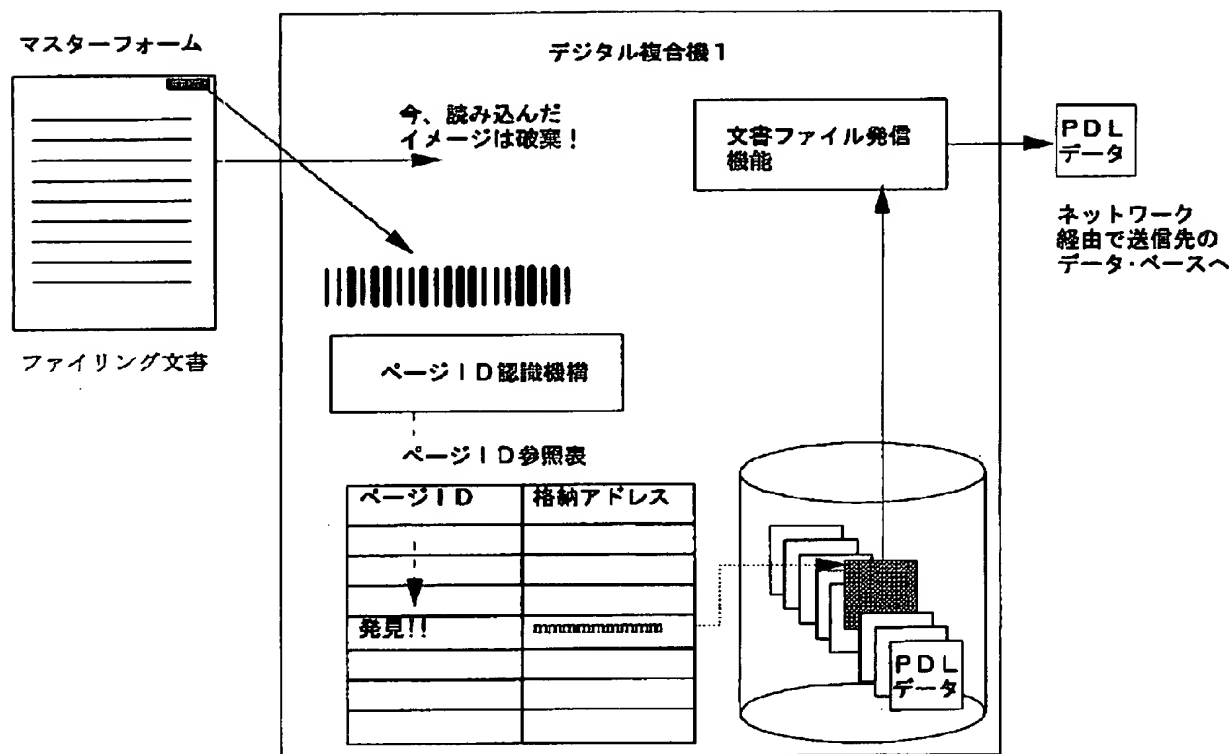 マスターフォーム
デジタル複合機1
今、読み込んだ
イメージは破棄！
文書ファイル発信
機能
PDL
データ
ネットワーク
経由で送信先の
データ・ベースへ
ファイリング文書
ページID認識機構
ページID参照表
ページID
格納アドレス
発見!!
mmmmmmmmm
PDL
データ